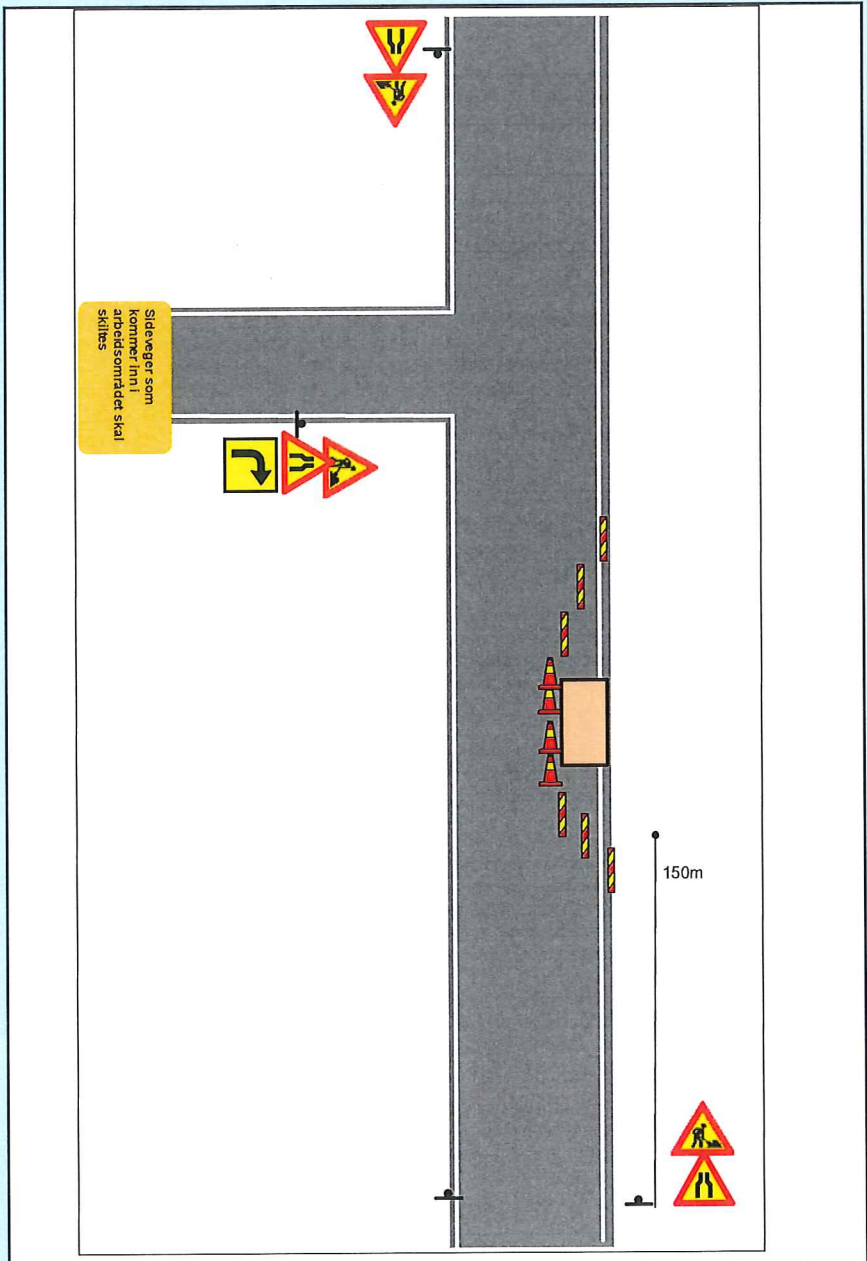 Sideveger som
kommer inn i
arbeidsområdet skal
skiltes
150m